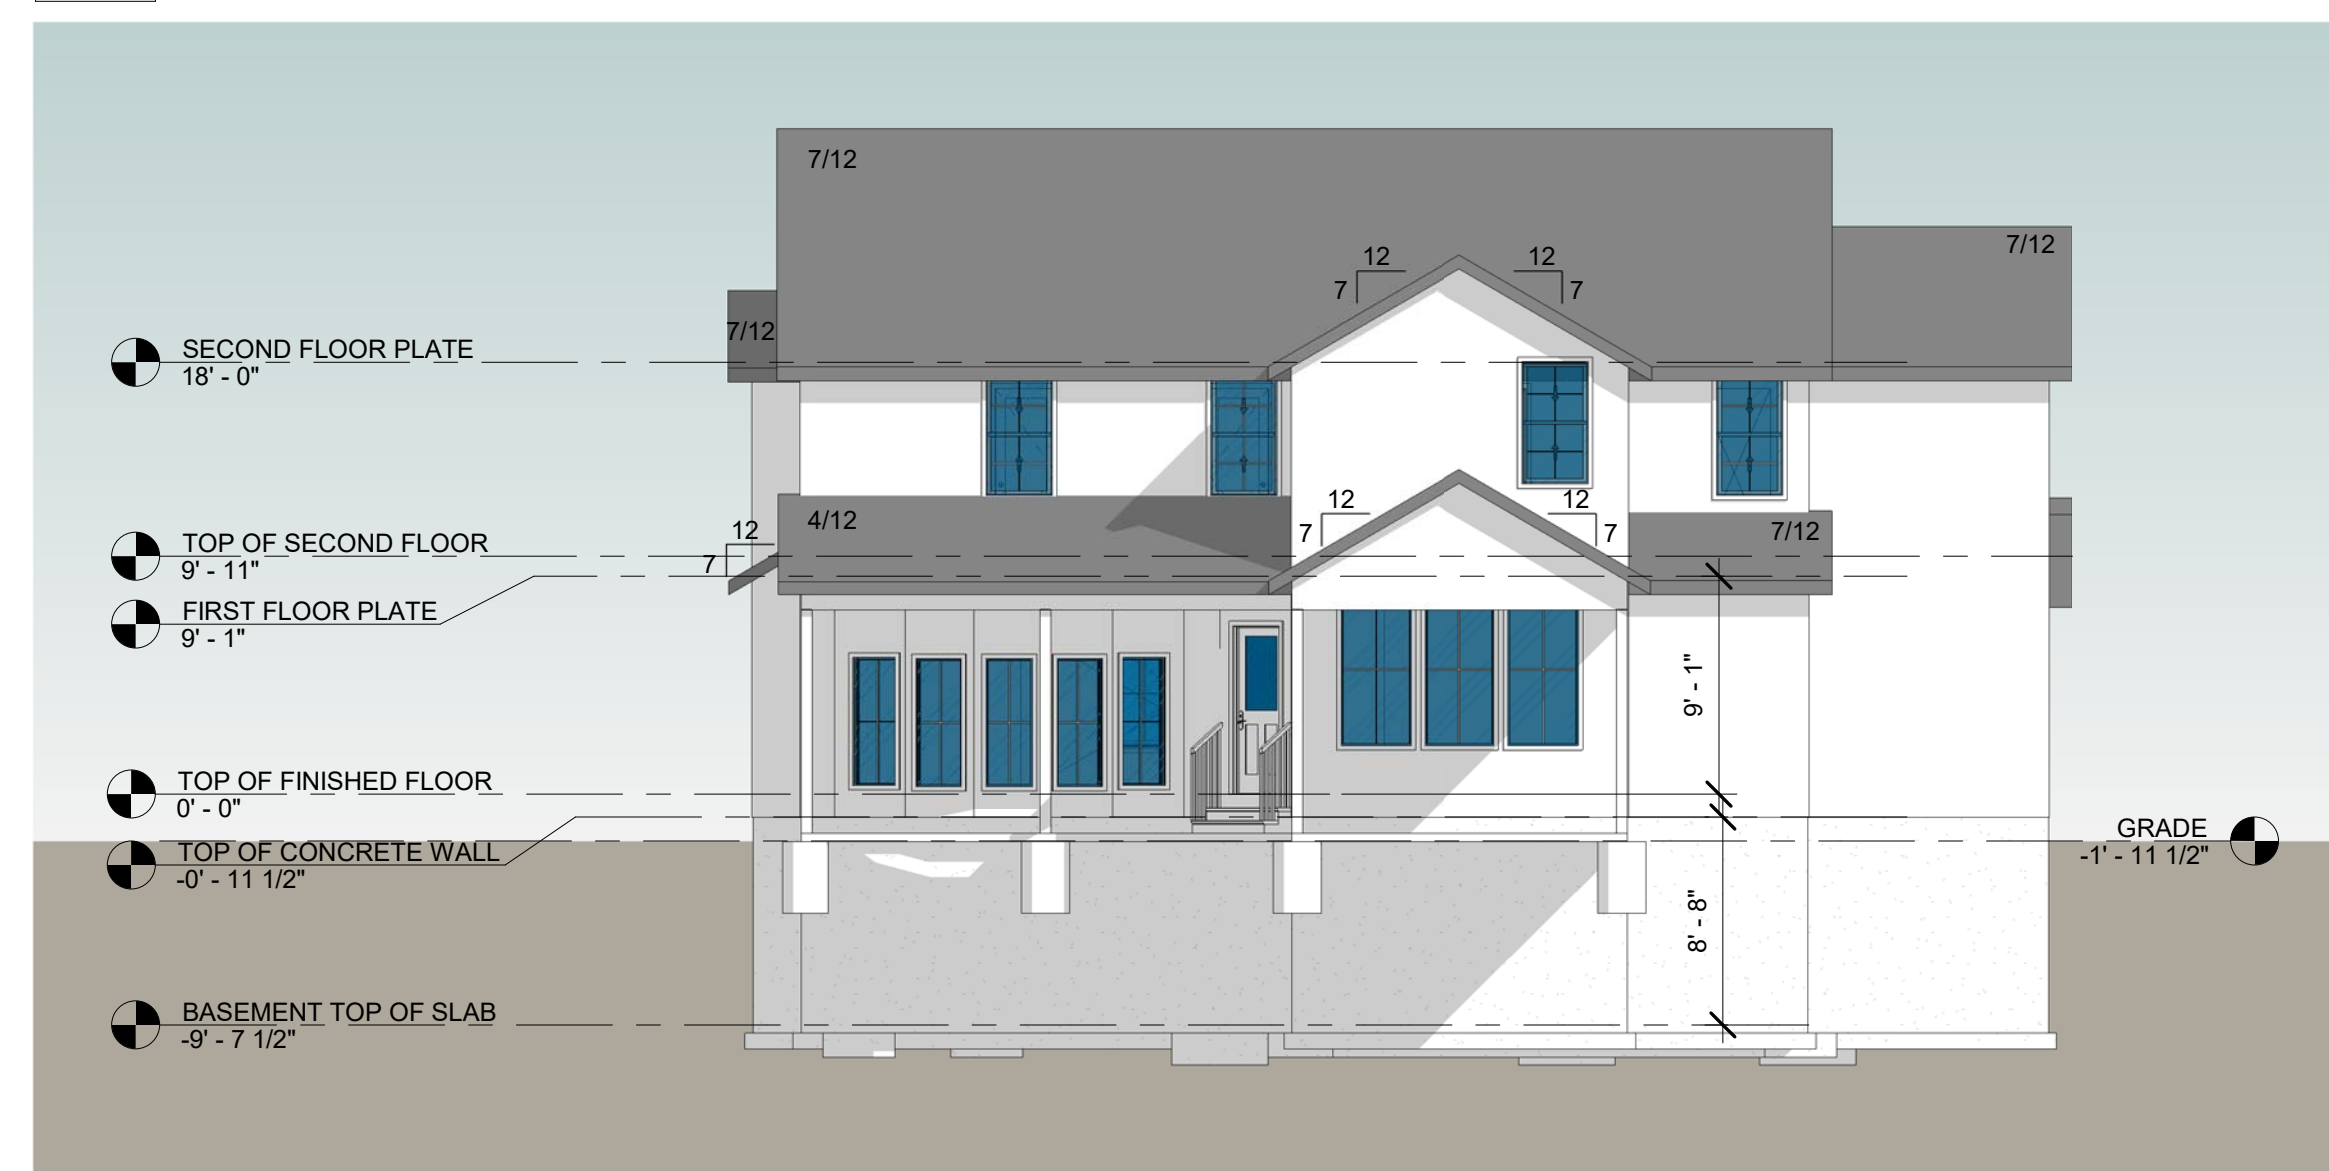 7/12
7/12
12
12
7
7
7/12
SECOND FLOOR PLATE
18' - 0"
12
12
7
7
4/12
7/12
12
7
TOP OF SECOND FLOOR
9' - 11"
FIRST FLOOR PLATE
9' - 1"
9' - 1"
TOP OF FINISHED FLOOR
0' - 0"
GRADE
-1' - 11 1/2"
TOP OF CONCRETE WALL
-0' - 11 1/2"
8' - 8"
BASEMENT TOP OF SLAB
-9' - 7 1/2"